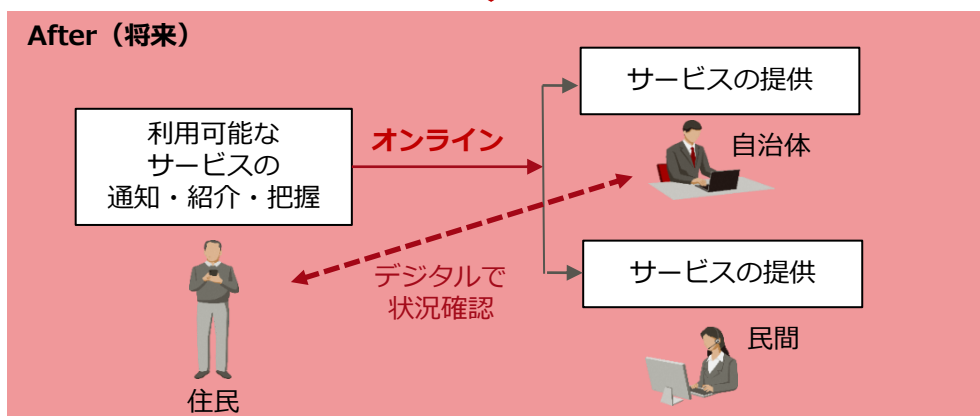 After（将来）
サービスの提供
利用可能な
サービスの
通知・紹介・把握
オンライン
自治体
サービスの提供
デジタルで
状況確認
民間
住民